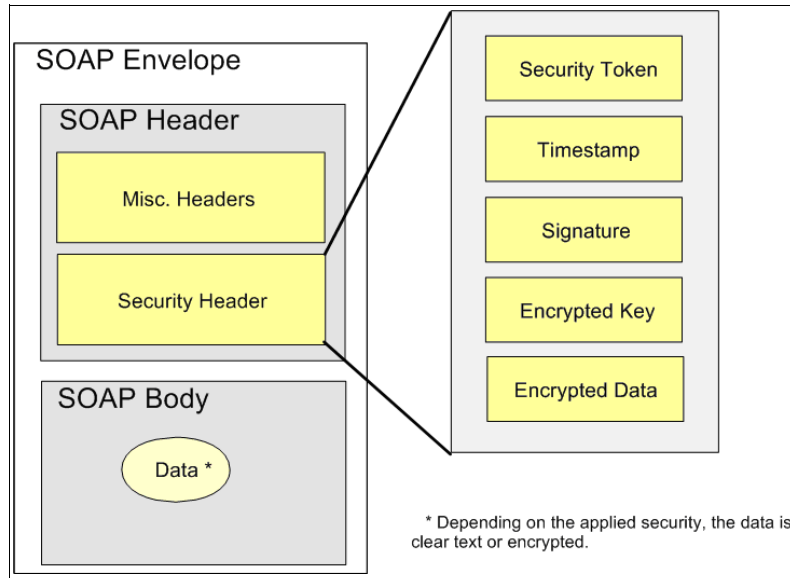 SOAP Envelope
SOAP Header
Misc. Headers
Security Header
SOAP Body
Data *
Security Token
Timestamp
Signature
Encrypted Key
Encrypted Data
* Depending on the applied security, the data is
clear text or encrypted.